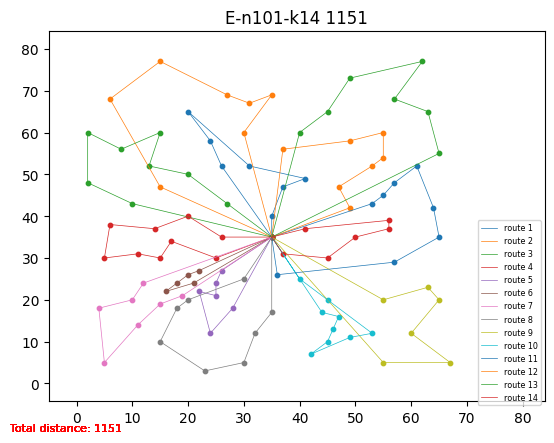 E-n101-k14 1151
80
70
60
50
40
30
20
10
0
0 10 20 30 40 50 60 70 80
route 1
route 2
route 3
route 4
route 5
route 6
route 7
route 8
route 9
route 10
route 11
route 12
route 13
route 14
Total distance: 1151